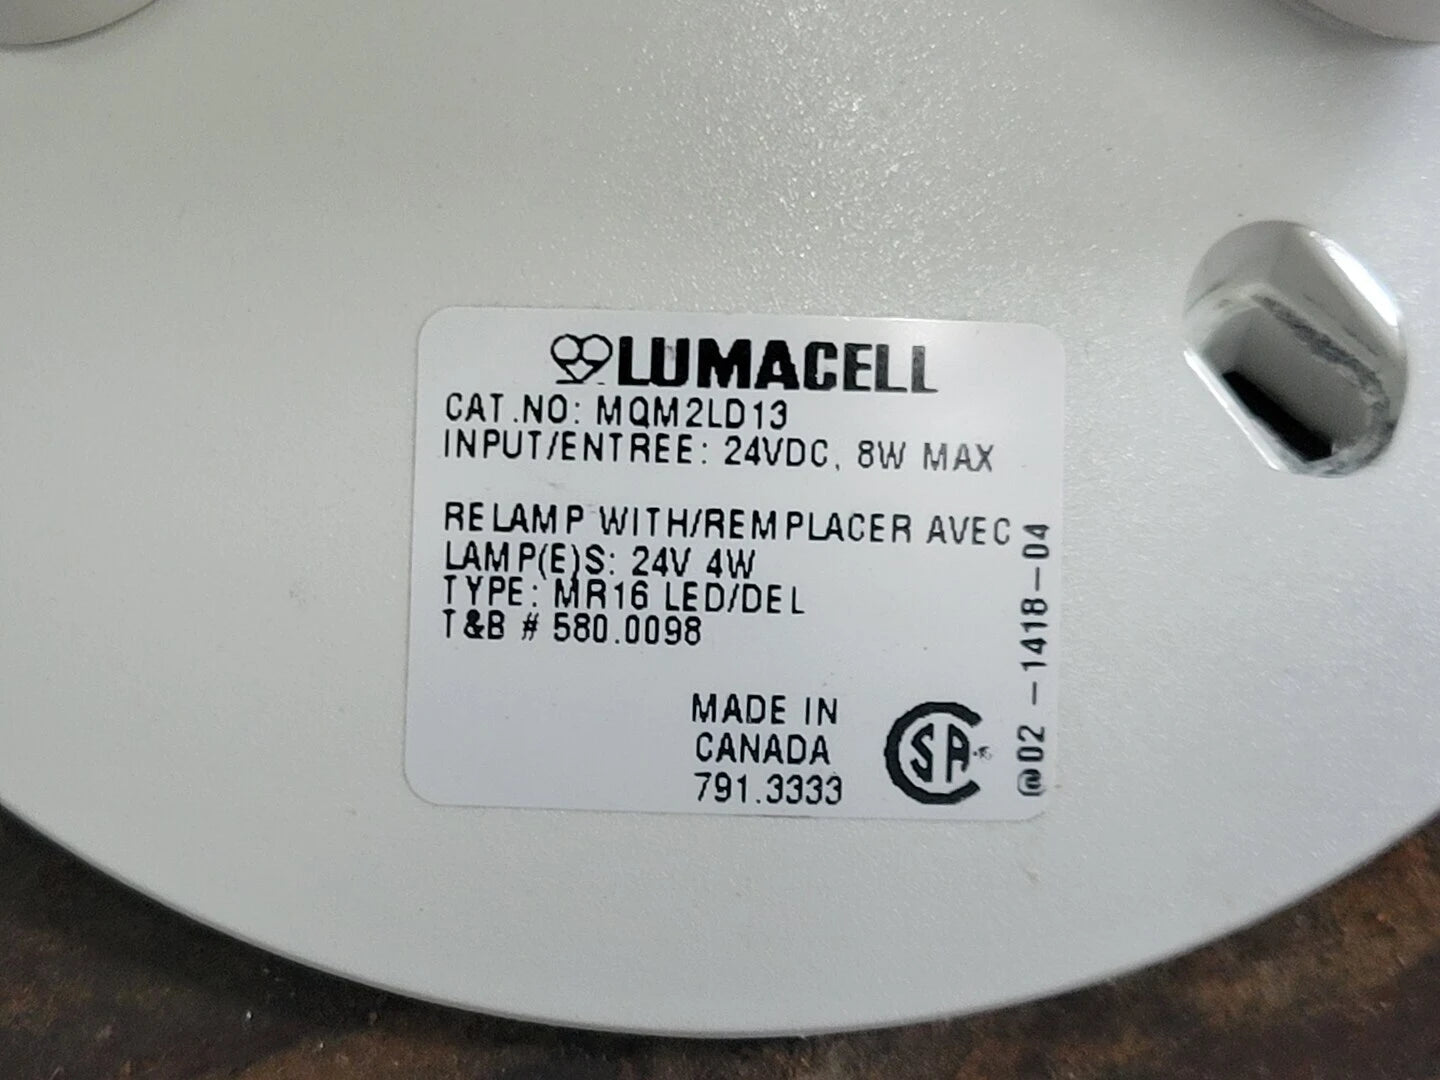 LUMACELL
CAT.NO: MQM2LD13
INPUT/ENTREE: 24VDC, 8W MAX
RELAMP WITH/REMPLACER AVEC
LAMP(E)S: 24V 4W
TYPE: MR16 LED/DEL
T&B # 580.0098
MADE IN
CANADA
791.3333
CSA
@02-1418-04